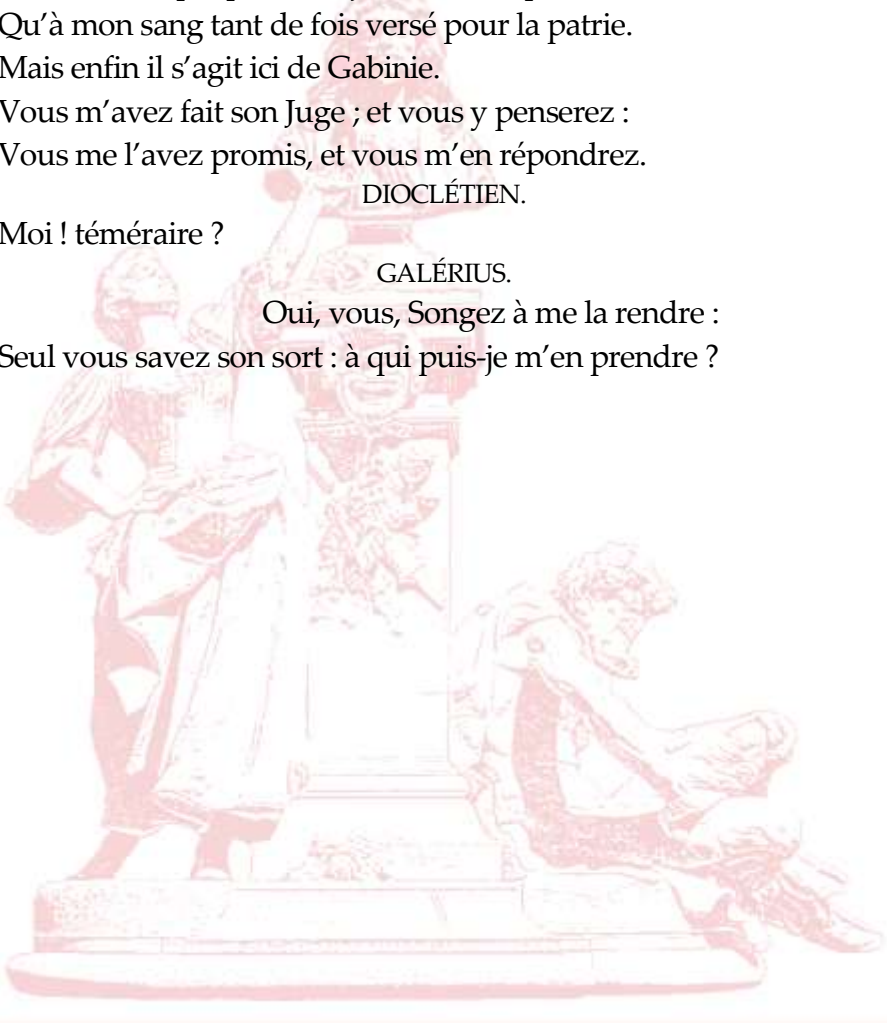 Qu’à mon sang tant de fois versé pour la patrie.
Mais enfin il s’agit ici de Gabinie.
Vous m’avez fait son Juge ; et vous y penserez :
Vous me l’avez promis, et vous m’en répondrez.
DIOCLÉTIEN.
Moi ! téméraire ?
GALÉRIUS.
Oui, vous, Songez à me la rendre :
Seul vous savez son sort : à qui puis-je m’en prendre ?